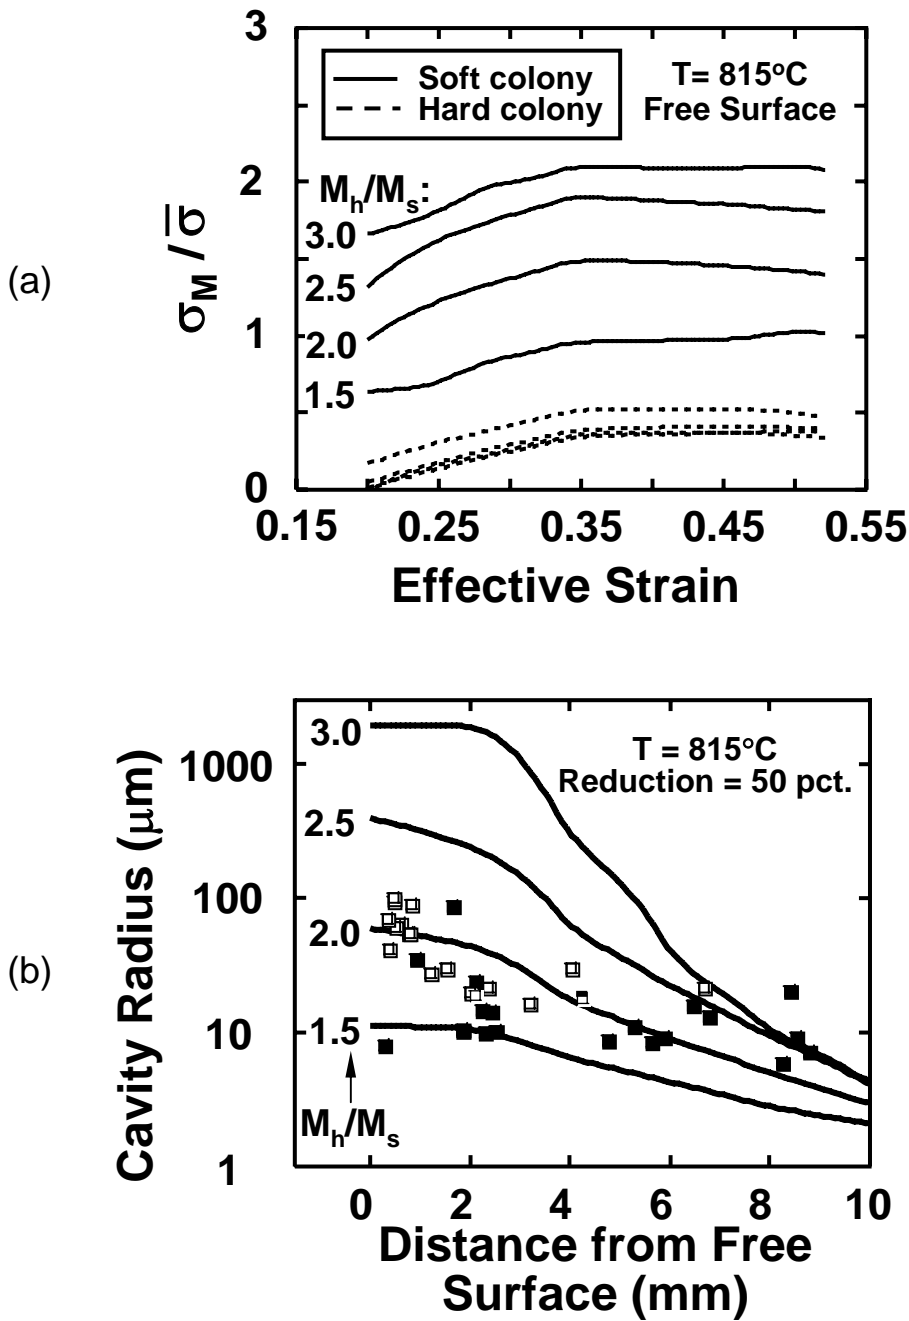 (a)
3
2
1
0
σM / σ̅
Soft colony
Hard colony
T= 815°C
Free Surface
Mh/Ms:
3.0
2.5
2.0
1.5
0.15 0.25 0.35 0.45 0.55
Effective Strain
(b)
Cavity Radius (μm)
1000
100
10
1
3.0
2.5
2.0
1.5
T = 815°C
Reduction = 50 pct.
Mh/Ms
0 2 4 6 8 10
Distance from Free
Surface (mm)